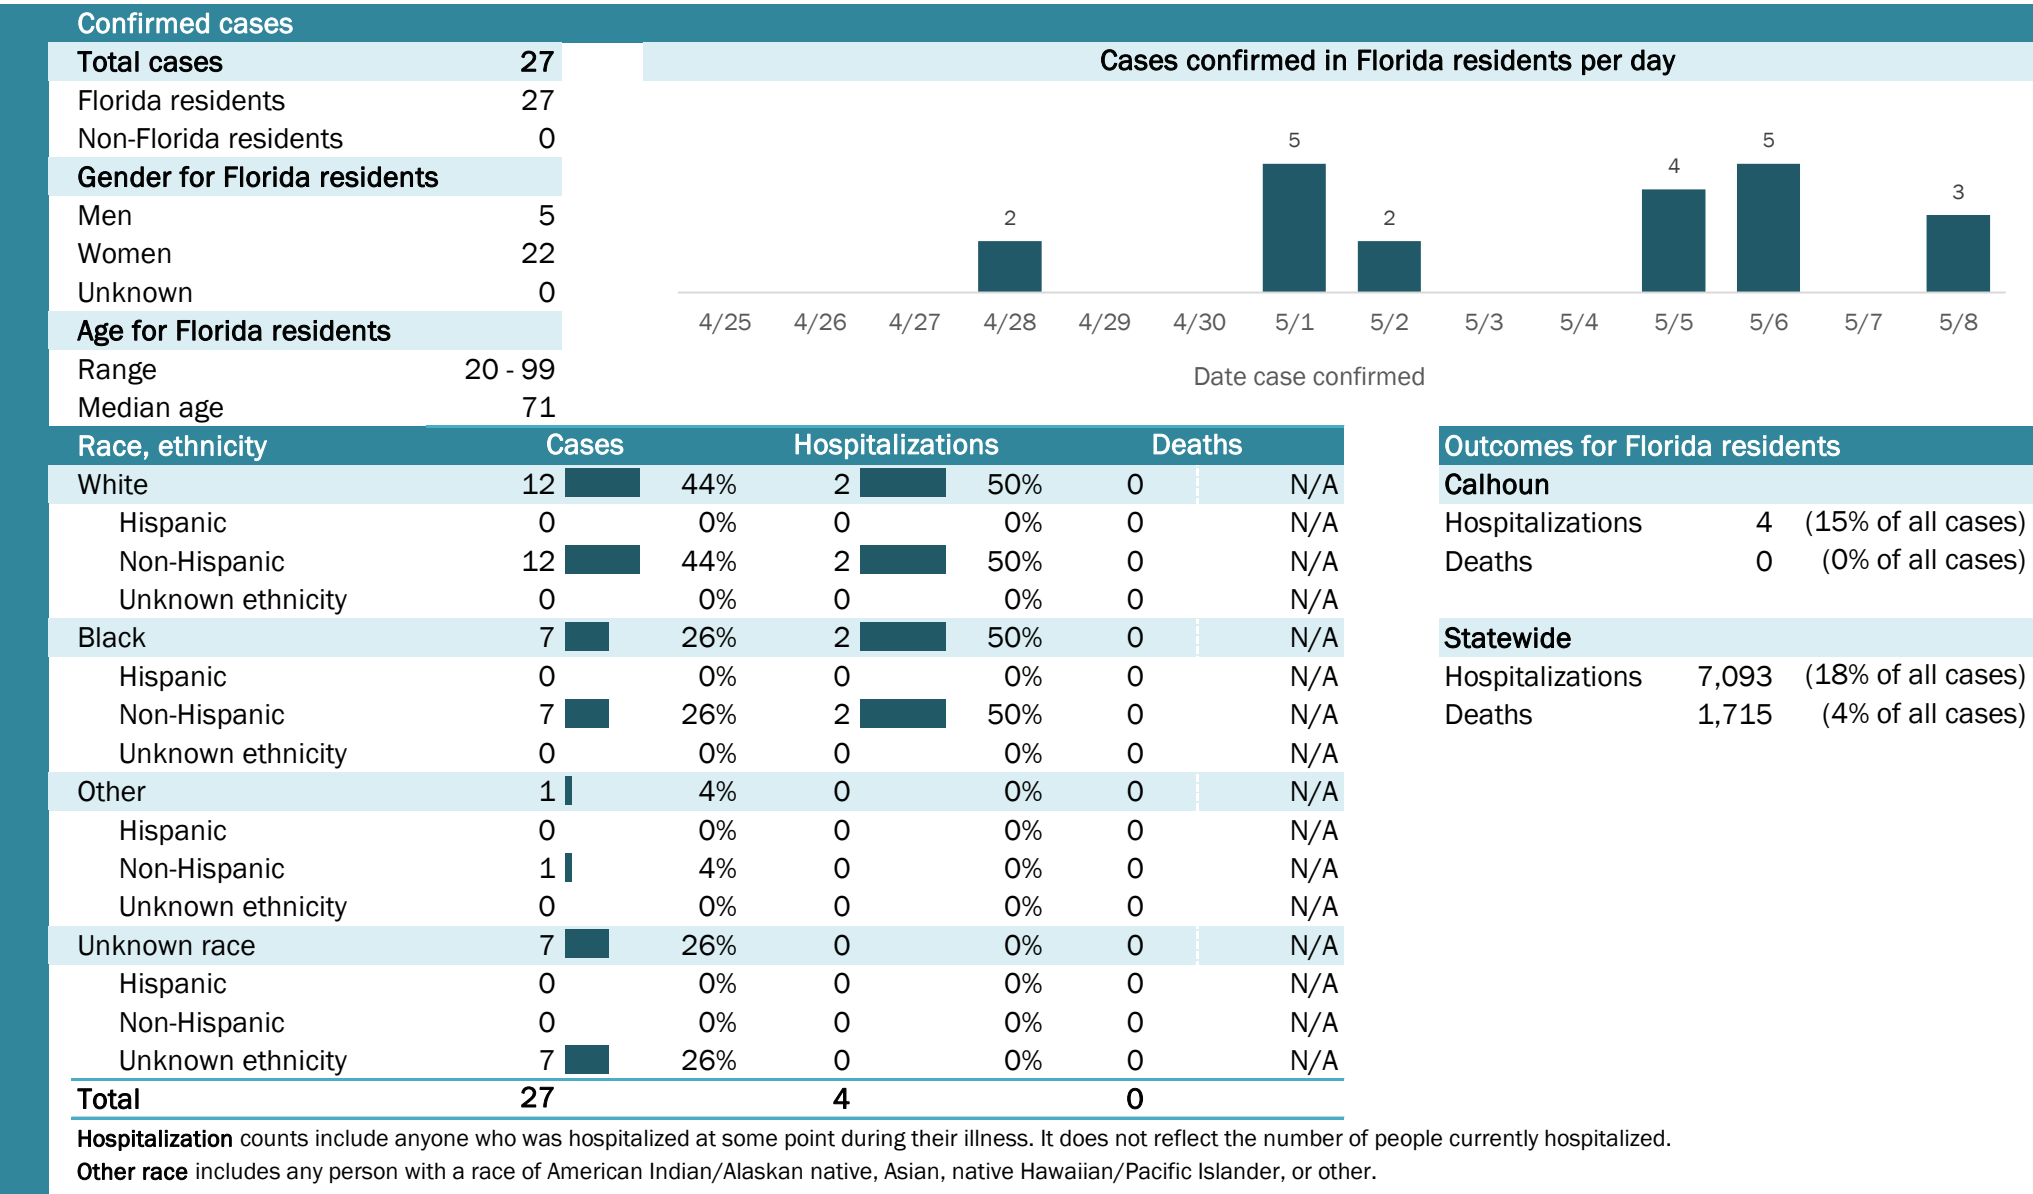 Confirmed cases
Total cases 27
Florida residents 27
Non-Florida residents 0
Gender for Florida residents
Men 5
Women 22
Unknown 0
Age for Florida residents
Range 20 - 99
Median age 71
Cases confirmed in Florida residents per day
2 5 2 4 5 3
4/25 4/26 4/27 4/28 4/29 4/30 5/1 5/2 5/3 5/4 5/5 5/6 5/7 5/8
Date case confirmed
Race, ethnicity Cases Hospitalizations Deaths
White 12 44% 2 50% 0 N/A
Hispanic 0 0% 0 0% 0 N/A
Non-Hispanic 12 44% 2 50% 0 N/A
Unknown ethnicity 0 0% 0 0% 0 N/A
Black 7 26% 2 50% 0 N/A
Hispanic 0 0% 0 0% 0 N/A
Non-Hispanic 7 26% 2 50% 0 N/A
Unknown ethnicity 0 0% 0 0% 0 N/A
Other 1 4% 0 0% 0 N/A
Hispanic 0 0% 0 0% 0 N/A
Non-Hispanic 1 4% 0 0% 0 N/A
Unknown ethnicity 0 0% 0 0% 0 N/A
Unknown race 7 26% 0 0% 0 N/A
Hispanic 0 0% 0 0% 0 N/A
Non-Hispanic 0 0% 0 0% 0 N/A
Unknown ethnicity 7 26% 0 0% 0 N/A
Total 27 4 0
Outcomes for Florida residents
Calhoun
Hospitalizations 4 (15% of all cases)
Deaths 0 (0% of all cases)
Statewide
Hospitalizations 7,093 (18% of all cases)
Deaths 1,715 (4% of all cases)
Hospitalization counts include anyone who was hospitalized at some point during their illness. It does not reflect the number of people currently hospitalized.
Other race includes any person with a race of American Indian/Alaskan native, Asian, native Hawaiian/Pacific Islander, or other.